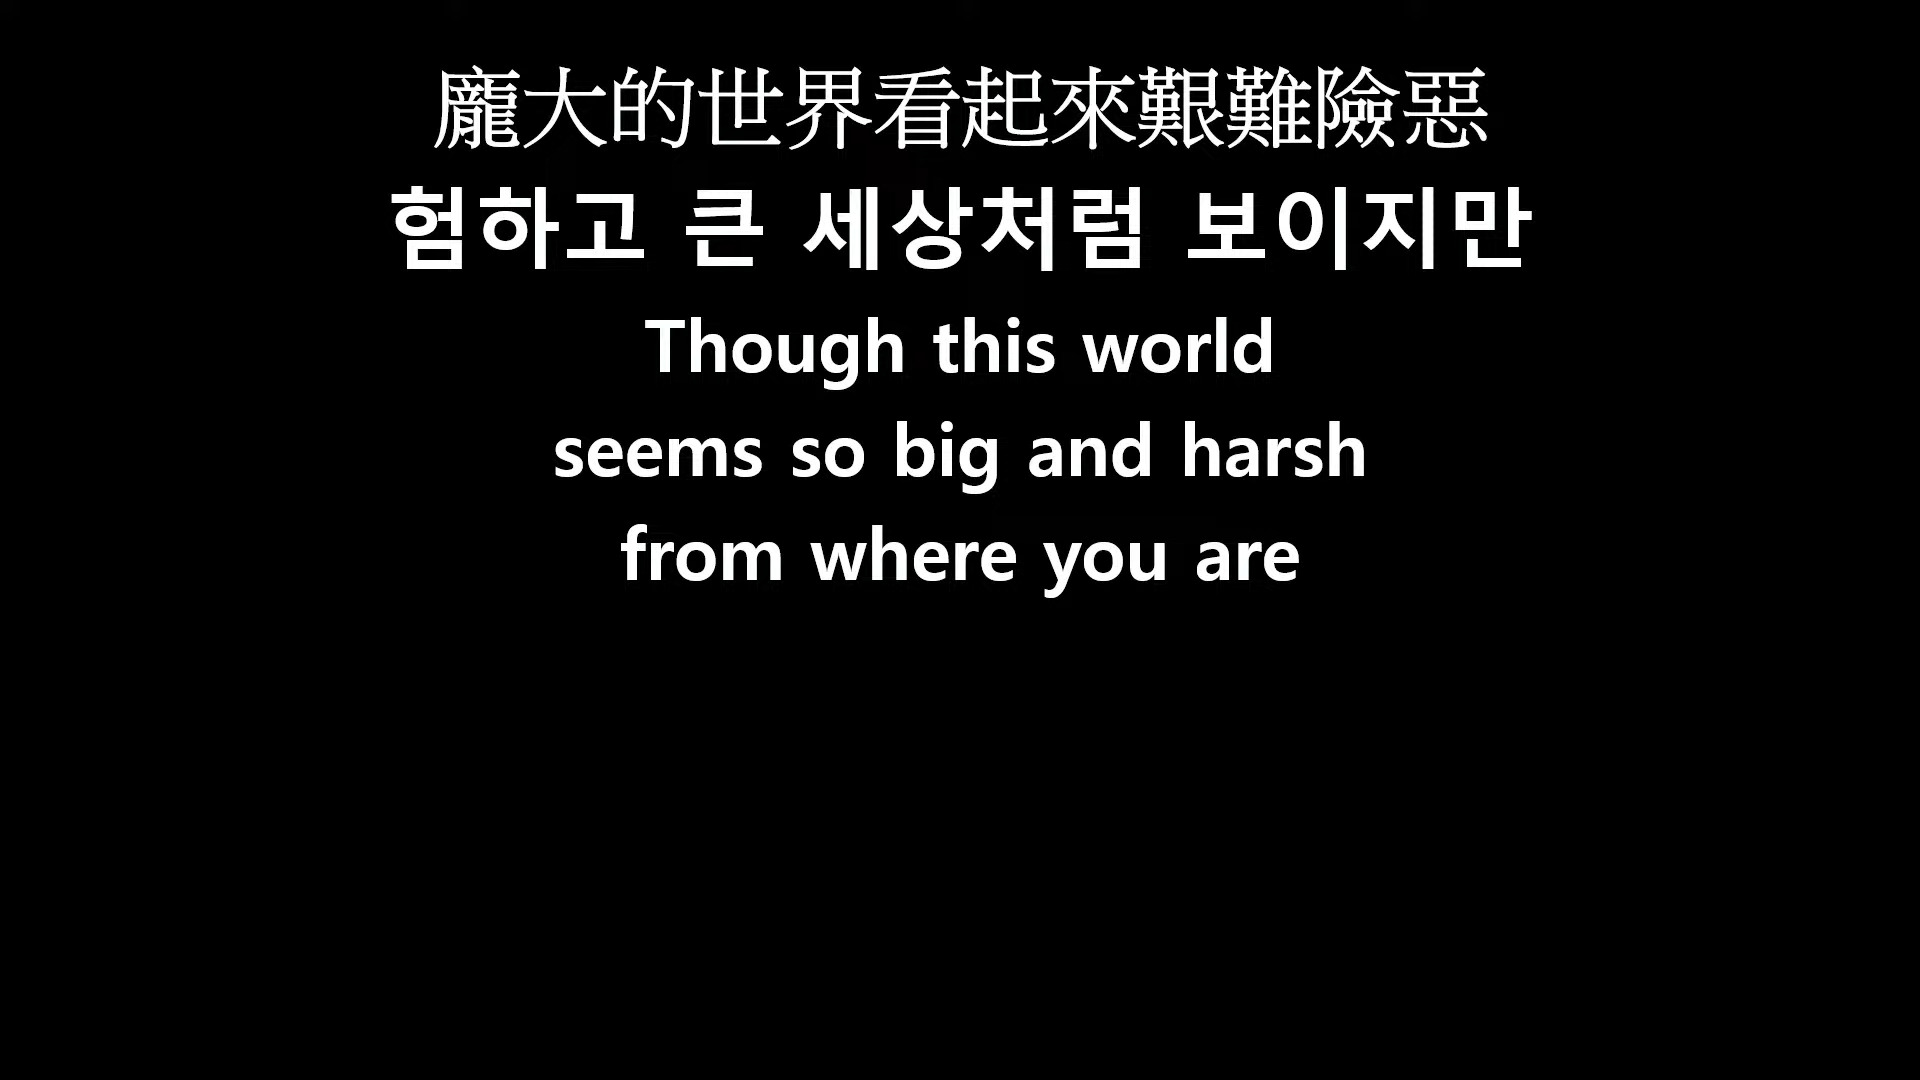 龐大的世界看起來艱難險惡
험하고 큰 세상처럼 보이지만
Though this world
seems so big and harsh
from where you are